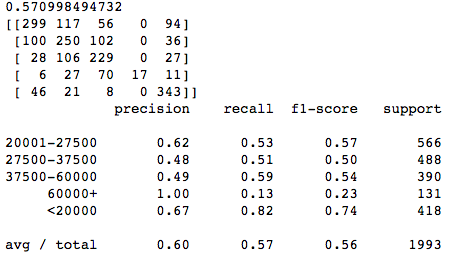 0.570998494732
[[299 117  56   0  94]
 [100 250 102   0  36]
 [ 28 106 229   0  27]
 [  6  27  70  17  11]
 [ 46  21   8   0 343]]
             precision    recall  f1-score   support

20001-27500       0.62      0.53      0.57       566
27500-37500       0.48      0.51      0.50       488
37500-60000       0.49      0.59      0.54       390
     60000+       1.00      0.13      0.23       131
     <20000       0.67      0.82      0.74       418

avg / total       0.60      0.57      0.56      1993